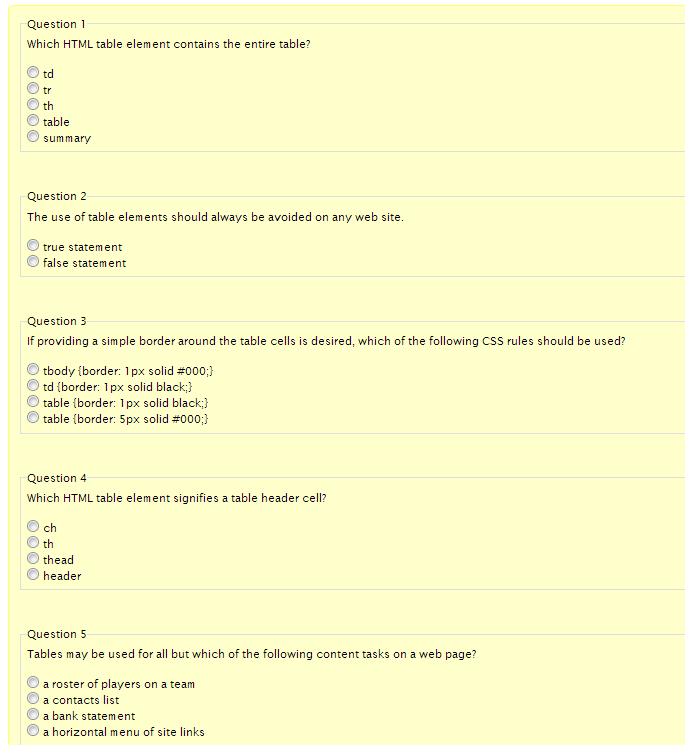 Question 1
Which HTML table element contains the entire table?
td
tr
th
table
summary
Question 2
The use of table elements should always be avoided on any web site.
true statement
false statement
Question 3
If providing a simple border around the table cells is desired, which of the following CSS rules should be used?
tbody {border: 1px solid #000;}
td {border: 1px solid black;}
table {border: 1px solid black;}
table {border: 5px solid #000;}
Question 4
Which HTML table element signifies a table header cell?
ch
th
thead
header
Question 5
Tables may be used for all but which of the following content tasks on a web page?
a roster of players on a team
a contacts list
a bank statement
a horizontal menu of site links